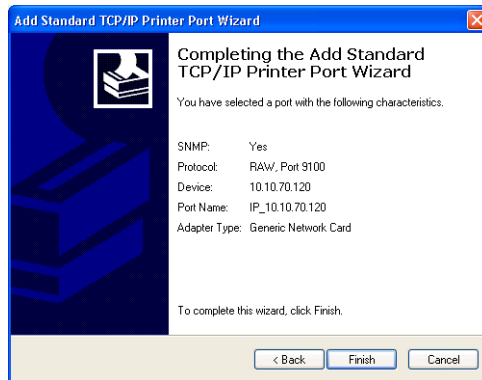 Add Standard TCP/IP Printer Port Wizard
Completing the Add Standard
TCP/IP Printer Port Wizard
You have selected a port with the following characteristics.
SNMP: Yes
Protocol: RAW, Port 9100
Device: 10.10.70.120
Port Name: IP_10.10.70.120
Adapter Type: Generic Network Card
To complete this wizard, click Finish.
< Back Finish Cancel